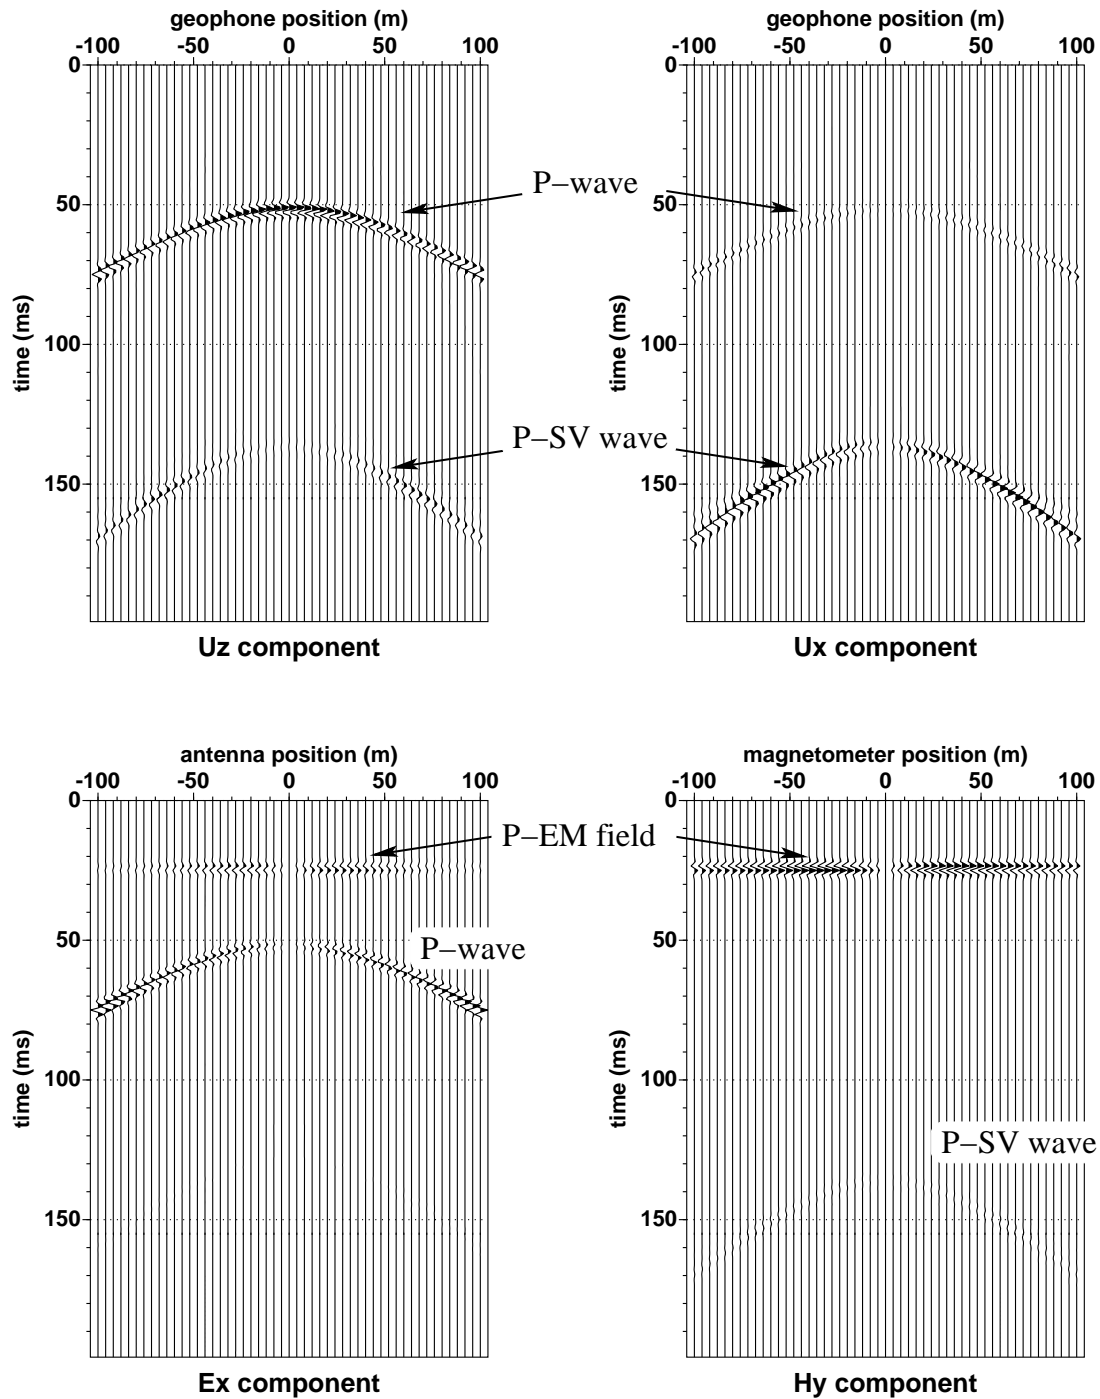 geophone position (m)
-100 -50 0 50 100
0
50
100
150
time (ms)
Uz component
geophone position (m)
-100 -50 0 50 100
0
50
100
150
time (ms)
Ux component
P–wave
P–SV wave
antenna position (m)
-100 -50 0 50 100
0
50
100
150
time (ms)
P–wave
Ex component
magnetometer position (m)
-100 -50 0 50 100
0
50
100
150
time (ms)
P–SV wave
Hy component
P–EM field